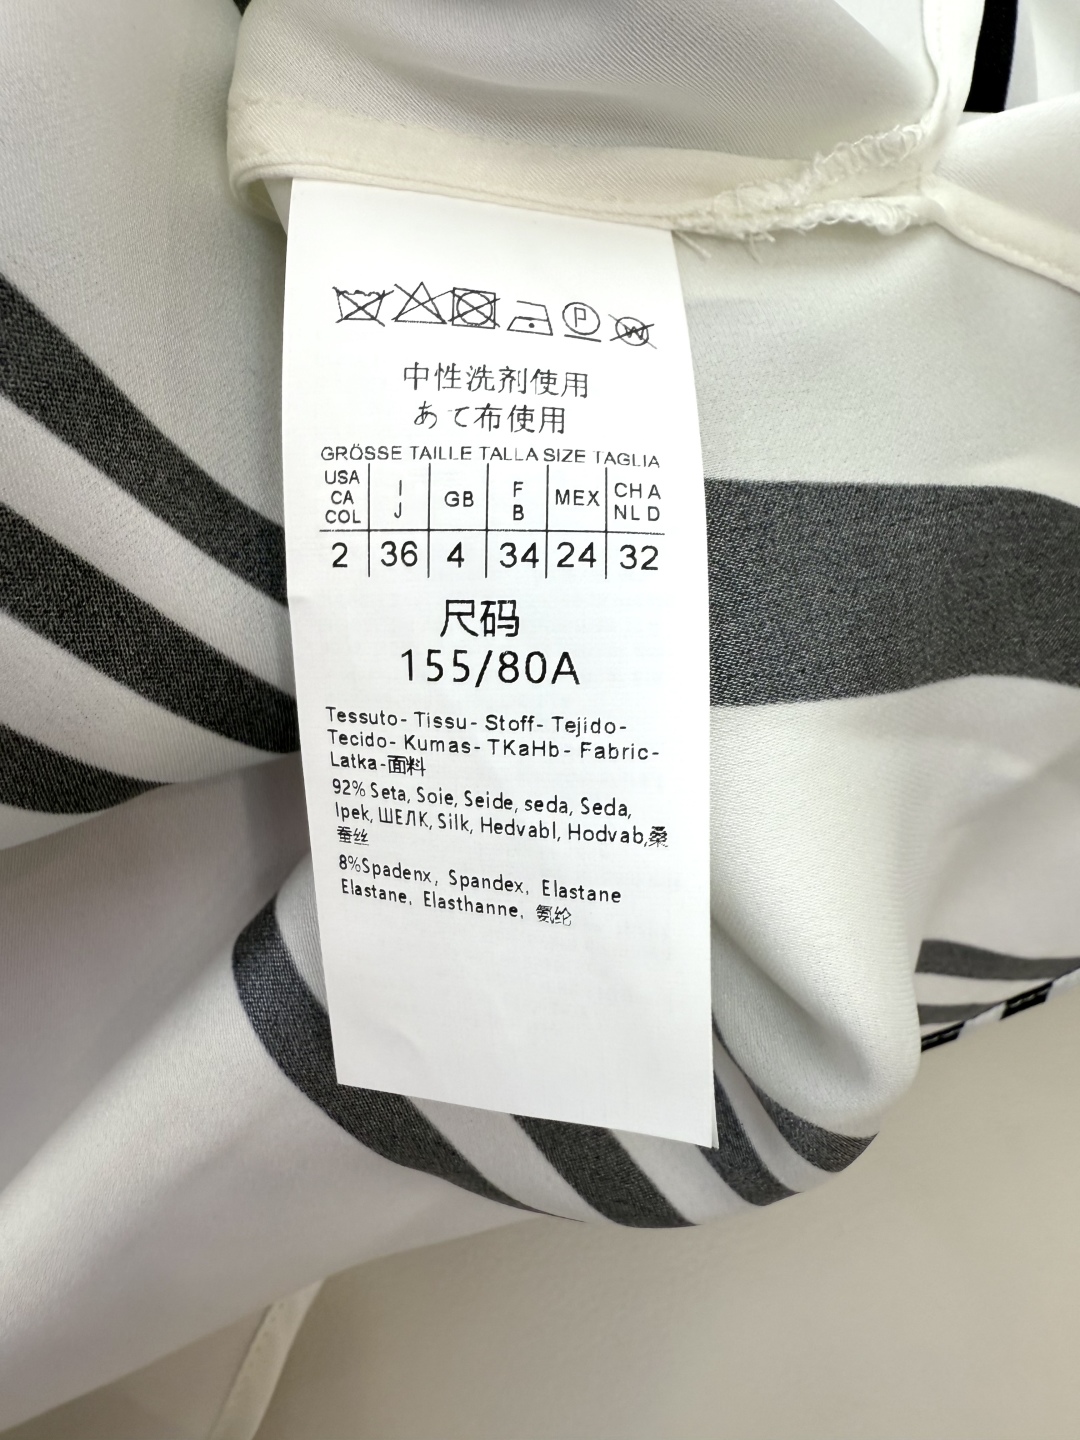 P W
中性洗剂使用
あて布使用
GRÖSSE TAILLE TALLA SIZE TAGLIA
USA CA COL | I J | GB | F B | MEX | CH A NL D
2 | 36 | 4 | 34 | 24 | 32
尺码
155/80A
Tessuto- Tissu- Stoff- Tejido-
Tecido- Kumas- TKaHb- Fabric-
Latka-面料
92% Seta, Soie, Seide, seda, Seda,
Ipek, ШЕЛК, Silk, Hedvabl, Hodvab,桑
蚕丝
8%Spadenx, Spandex, Elastane
Elastane, Elasthanne, 氨纶